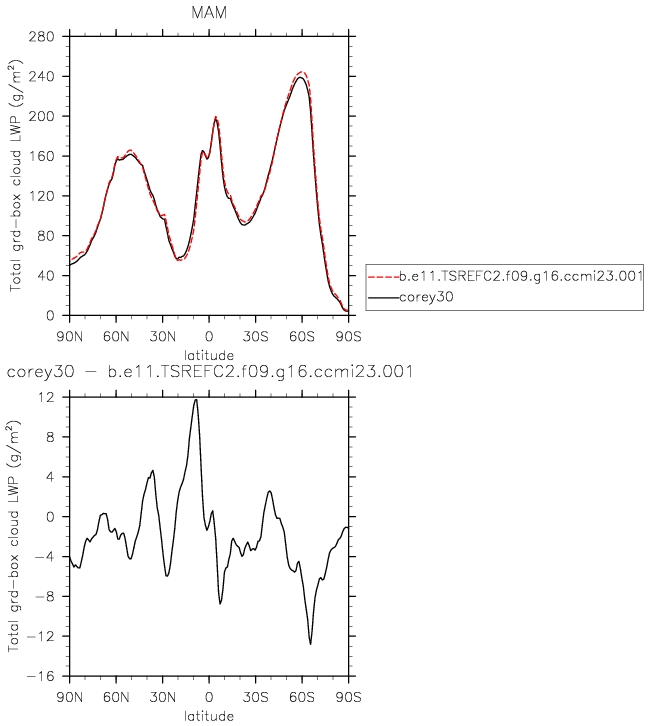 MAM
Total grd-box cloud LWP (g/m²)
280
240
200
160
120
80
40
0
90N 60N 30N 0 30S 60S 90S
latitude
b.e11.TSREFC2.f09.g16.ccmi23.001
corey30
corey30 - b.e11.TSREFC2.f09.g16.ccmi23.001
Total grd-box cloud LWP (g/m²)
12
8
4
0
-4
-8
-12
-16
90N 60N 30N 0 30S 60S 90S
latitude